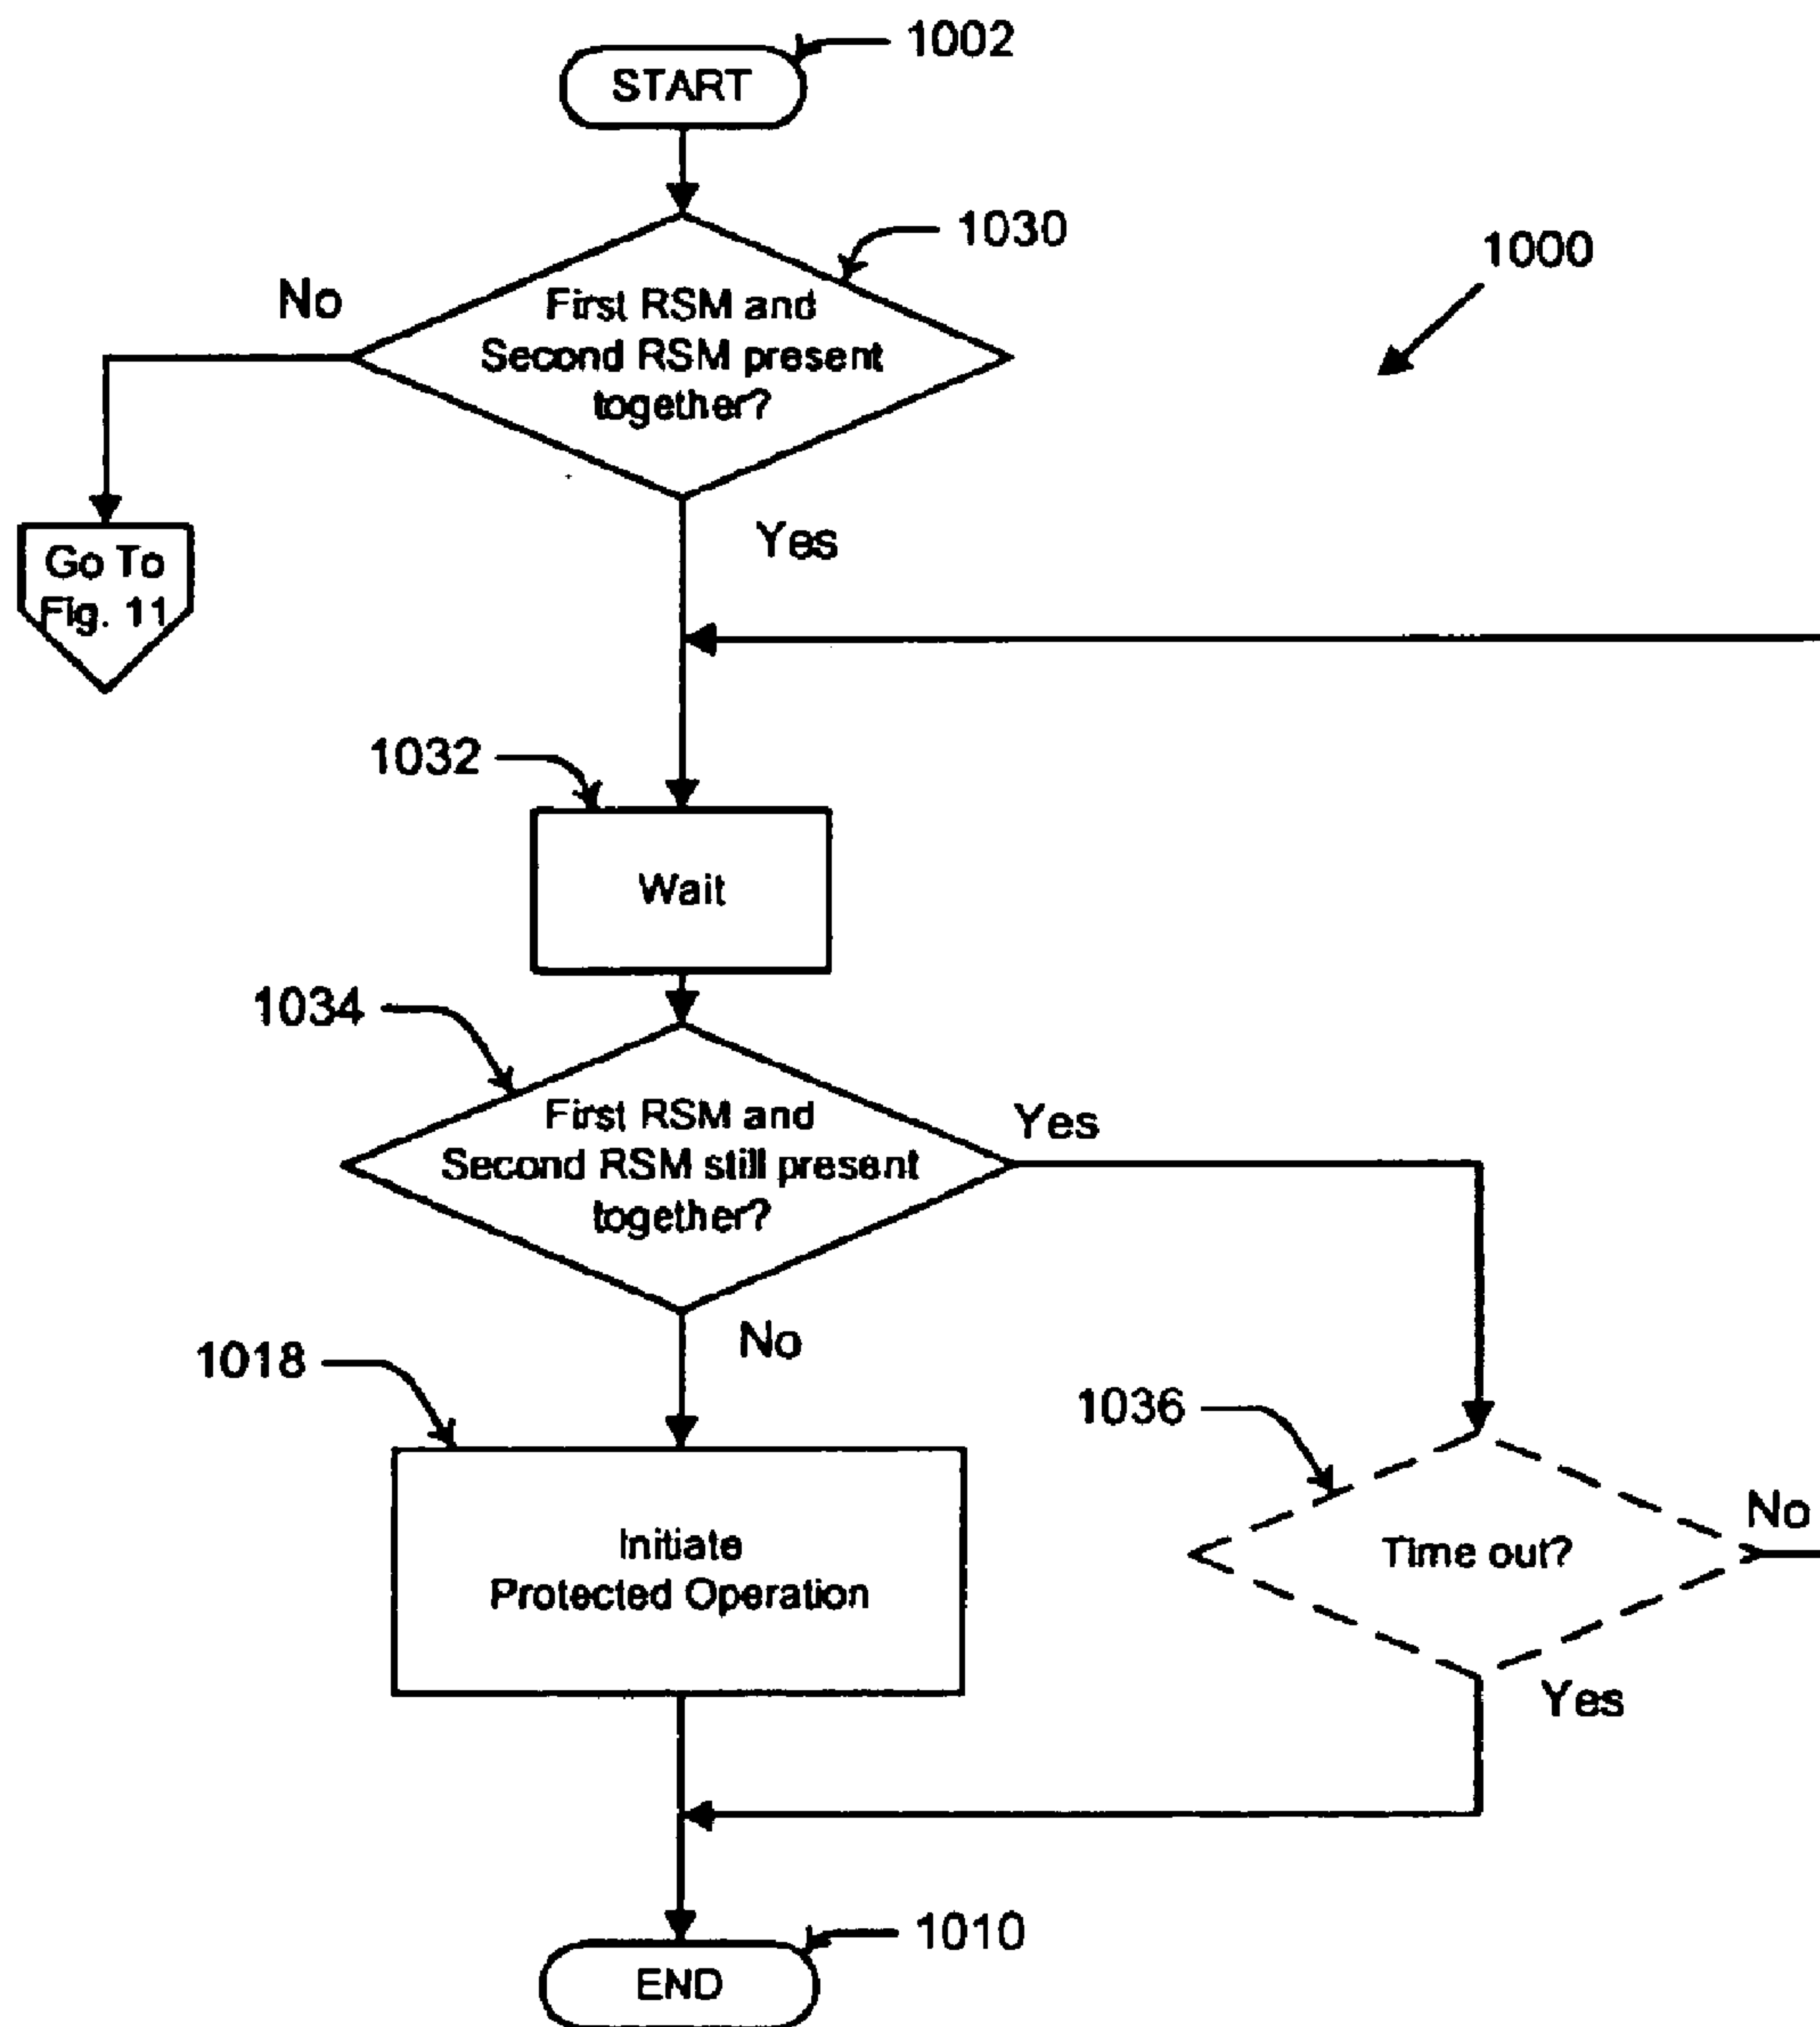 1002
START
1030
1000
No
First RSM and
Second RSM present
together?
Yes
Go To
Fig. 11
1032
Wait
1034
First RSM and
Second RSM still present
together?
Yes
No
1018
1036
Initiate
Protected Operation
Time out?
No
Yes
1010
END